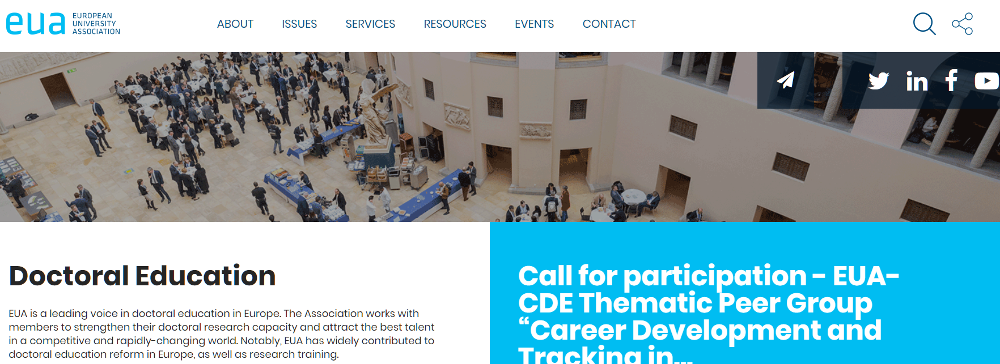 eua EUROPEAN
UNIVERSITY
ASSOCIATION
ABOUT ISSUES SERVICES RESOURCES EVENTS CONTACT
in f
Doctoral Education
EUA is a leading voice in doctoral education in Europe. The Association works with
members to strengthen their doctoral research capacity and attract the best talent
in a competitive and rapidly-changing world. Notably, EUA has widely contributed to
doctoral education reform in Europe, as well as research training.
Call for participation - EUA-
CDE Thematic Peer Group
“Career Development and
Tracking in...